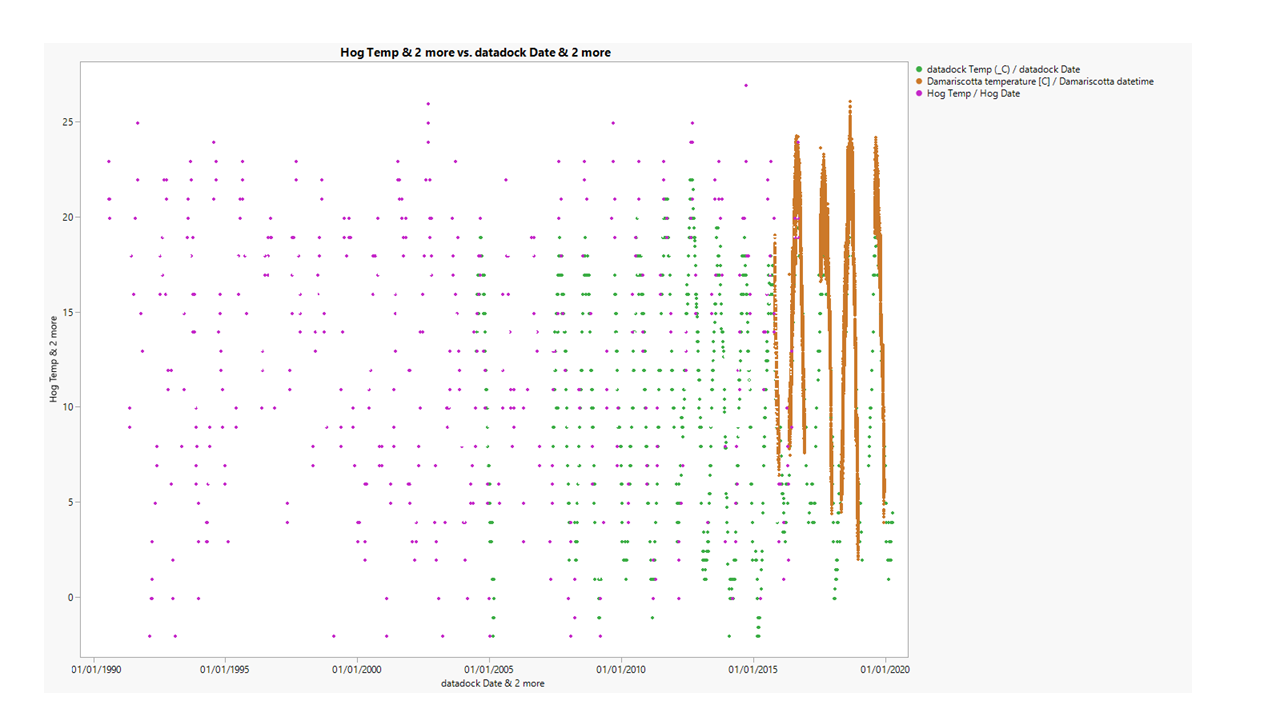 Hog Temp & 2 more vs. datadock Date & 2 more
datadock Temp (_C) / datadock Date
Damariscotta temperature [C] / Damariscotta datetime
Hog Temp / Hog Date
25
20
15
10
5
0
Hog Temp & 2 more
01/01/1990 01/01/1995 01/01/2000 01/01/2005 01/01/2010 01/01/2015 01/01/2020
datadock Date & 2 more